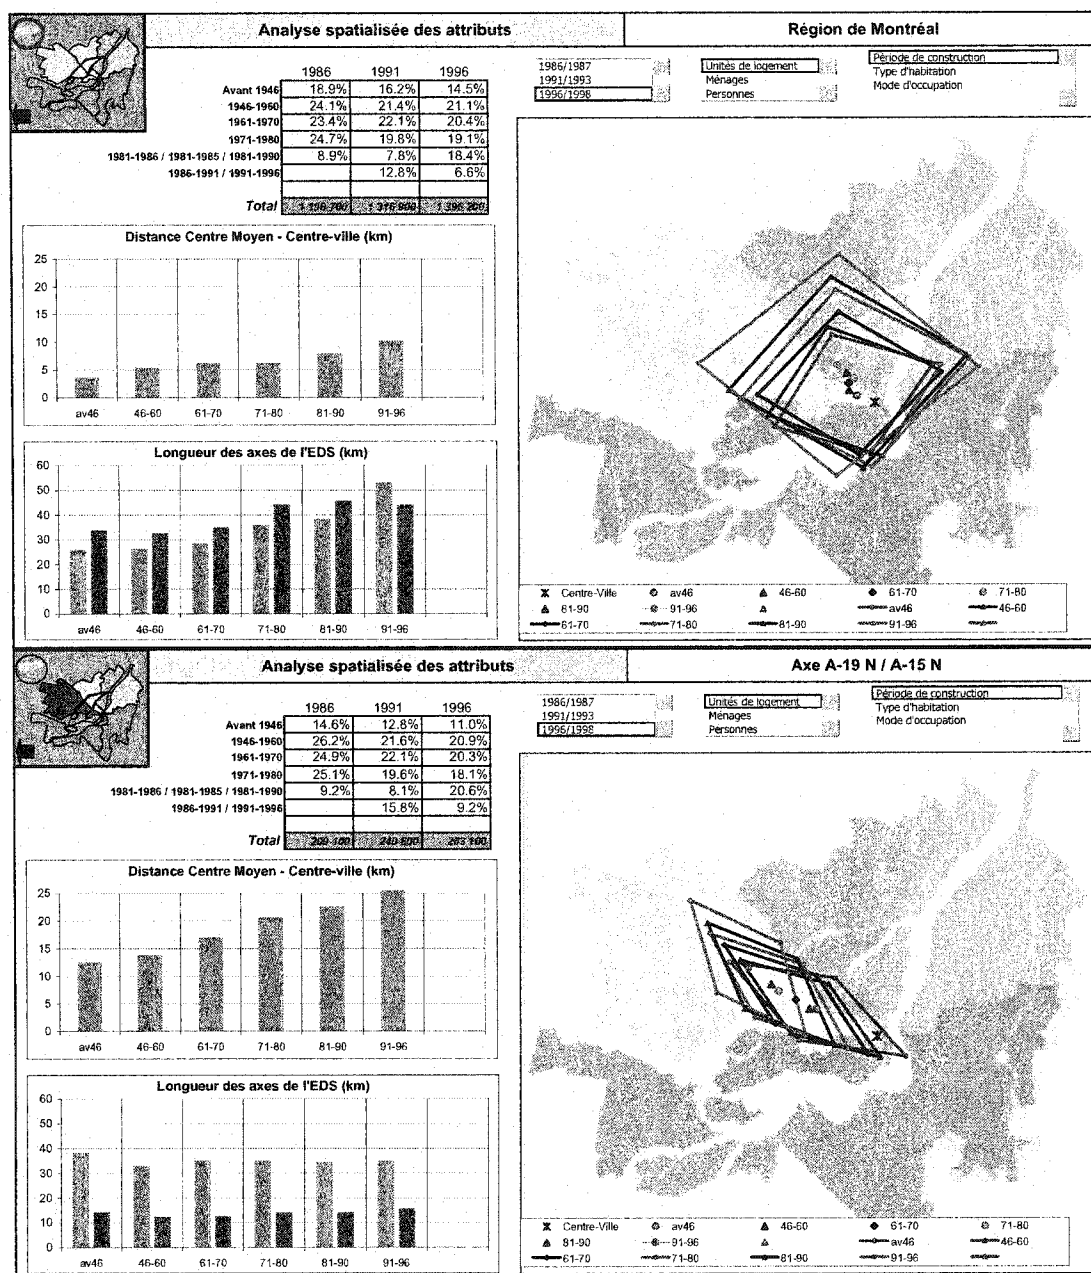 Analyse spatialisée des attributs
Région de Montréal
1986 1991 1996
Avant 1946 18.9% 16.2% 14.5%
1946-1960 24.1% 21.4% 21.1%
1961-1970 23.4% 22.1% 20.4%
1971-1980 24.7% 19.8% 19.1%
1981-1986 / 1981-1985 / 1981-1990 8.9% 7.8% 18.4%
1986-1991 / 1991-1996 12.8% 6.6%
Total
1986/1987
1991/1993
1996/1998
Unités de logement
Ménages
Personnes
Période de construction
Type d'habitation
Mode d'occupation
Distance Centre Moyen - Centre-ville (km)
25
20
15
10
5
0
av46 46-60 61-70 71-80 81-90 91-96
Longueur des axes de l'EDS (km)
60
50
40
30
20
10
0
av46 46-60 61-70 71-80 81-90 91-96
Centre-Ville av46 46-60 61-70 71-80
81-90 91-96 av46 46-60
61-70 71-80 81-90 91-96
Analyse spatialisée des attributs
Axe A-19 N / A-15 N
1986 1991 1996
Avant 1946 14.6% 12.8% 11.0%
1946-1960 26.2% 21.6% 20.9%
1961-1970 24.9% 22.1% 20.3%
1971-1980 25.1% 19.6% 18.1%
1981-1986 / 1981-1985 / 1981-1990 9.2% 8.1% 20.6%
1986-1991 / 1991-1996 15.8% 9.2%
Total
1986/1987
1991/1993
1996/1998
Unités de logement
Ménages
Personnes
Période de construction
Type d'habitation
Mode d'occupation
Distance Centre Moyen - Centre-ville (km)
25
20
15
10
5
0
av46 46-60 61-70 71-80 81-90 91-96
Longueur des axes de l'EDS (km)
60
50
40
30
20
10
0
av46 46-60 61-70 71-80 81-90 91-96
Centre-Ville av46 46-60 61-70 71-80
81-90 91-96 av46 46-60
61-70 71-80 81-90 91-96